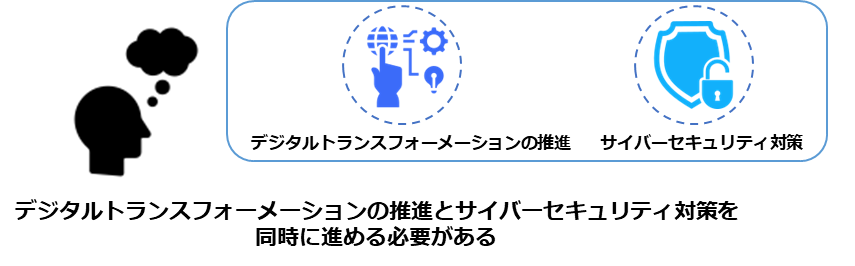 デジタルトランスフォーメーションの推進
サイバーセキュリティ対策
デジタルトランスフォーメーションの推進とサイバーセキュリティ対策を
同時に進める必要がある